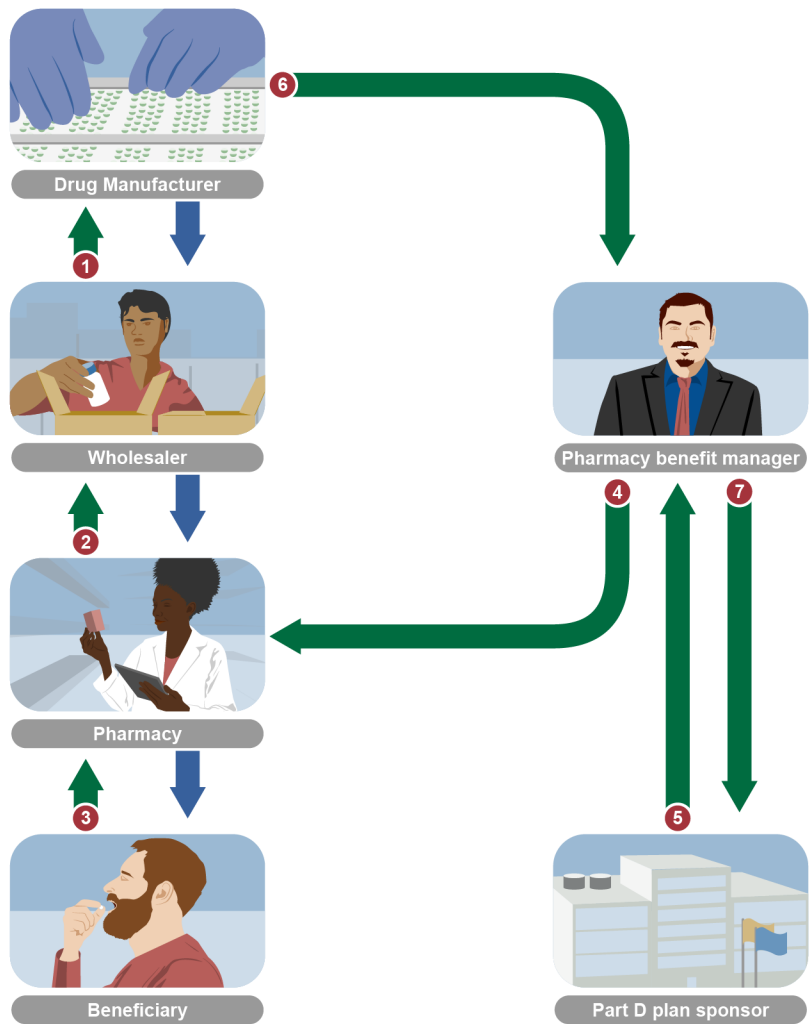 6
Drug Manufacturer
1
Wholesaler
Pharmacy benefit manager
4
7
2
Pharmacy
3
5
Beneficiary
Part D plan sponsor